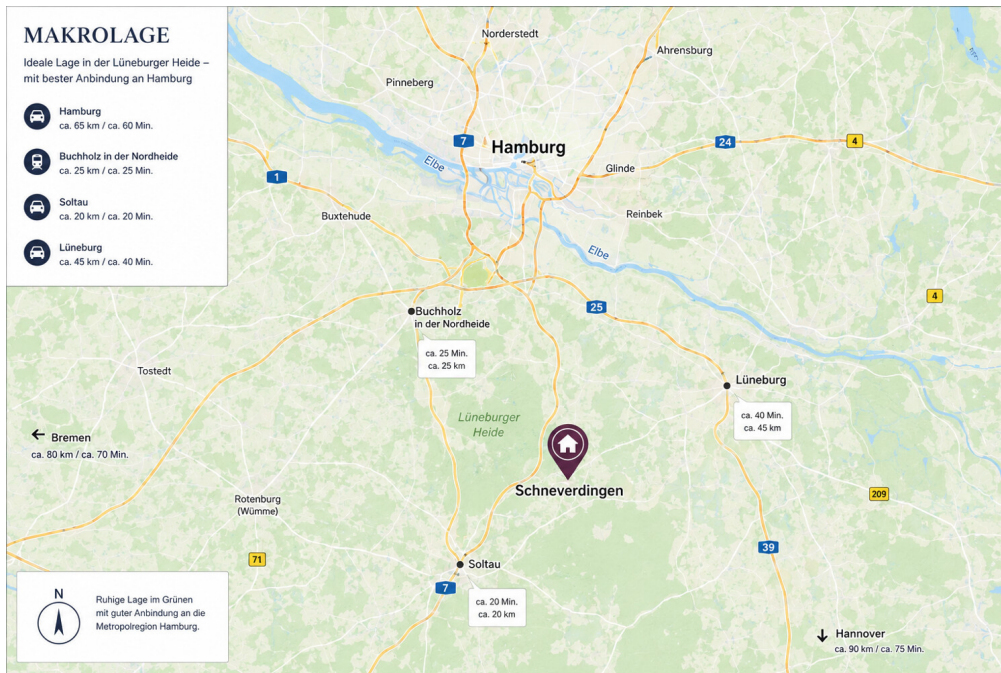 MAKROLAGE
Ideale Lage in der Lüneburger Heide –
mit bester Anbindung an Hamburg
Hamburg
ca. 65 km / ca. 60 Min.
Buchholz in der Nordheide
ca. 25 km / ca. 25 Min.
Soltau
ca. 20 km / ca. 20 Min.
Lüneburg
ca. 45 km / ca. 40 Min.
Norderstedt
Ahrensburg
Pinneberg
7
Hamburg
24
4
Elbe
Glinde
1
Buxtehude
Reinbek
Elbe
4
25
Buchholz
in der Nordheide
ca. 25 Min.
ca. 25 km
Tostedt
Lüneburg
ca. 40 Min.
ca. 45 km
Lüneburger
Heide
Bremen
ca. 80 km / ca. 70 Min.
Schneverdingen
Rotenburg
(Wümme)
209
71
39
Soltau
7
ca. 20 Min.
ca. 20 km
N
Ruhige Lage im Grünen
mit guter Anbindung an die
Metropolregion Hamburg.
Hannover
ca. 90 km / ca. 75 Min.